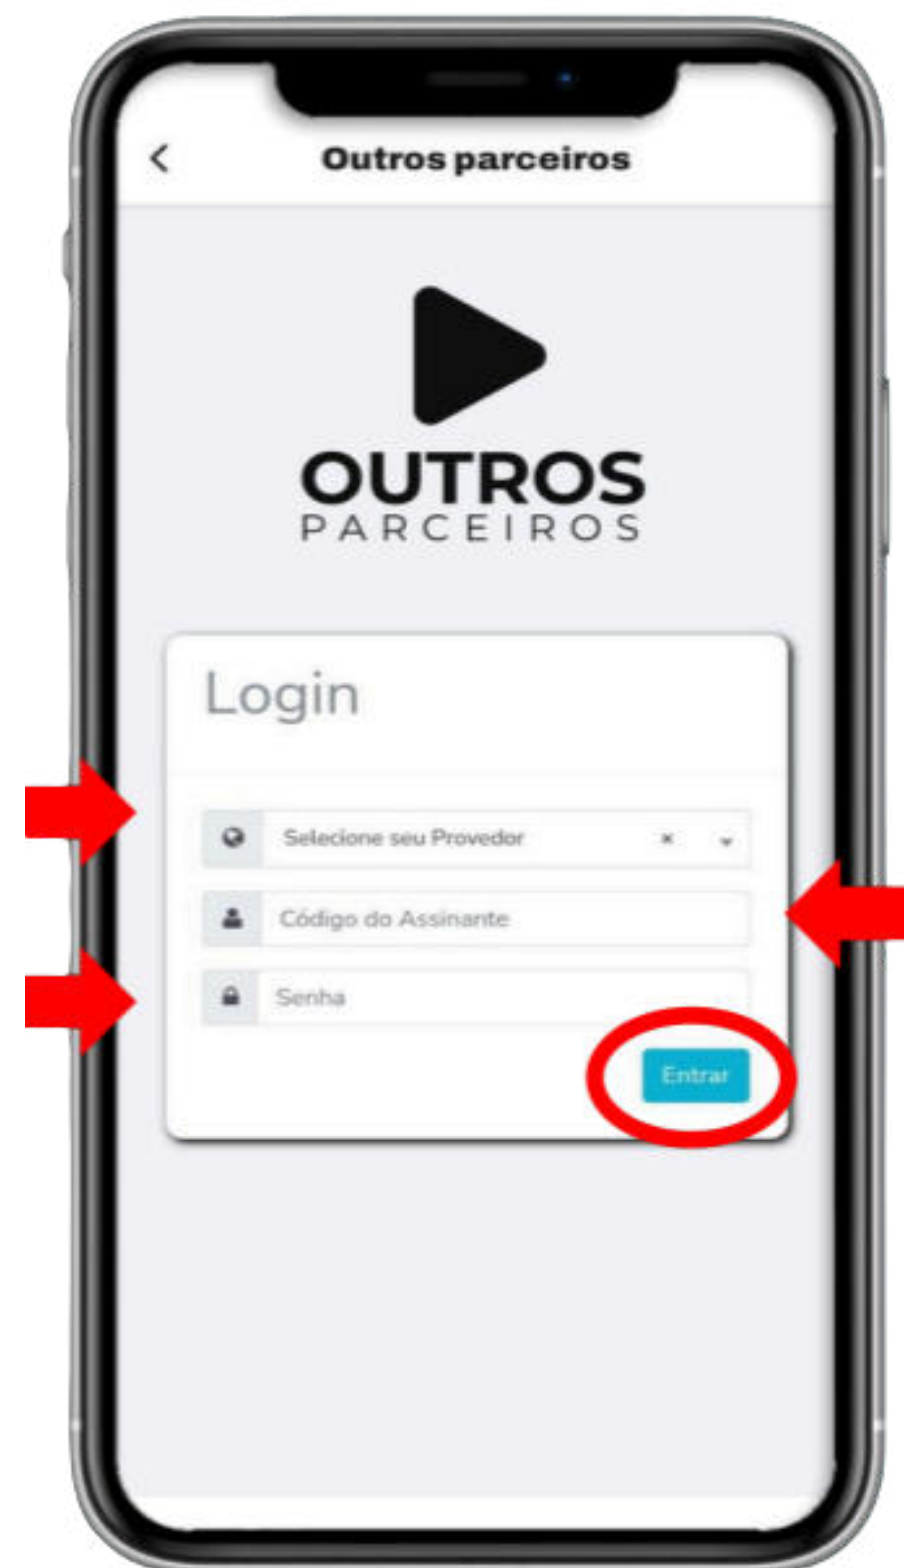 Outros parceiros
OUTROS
PARCEIROS
Login
Selecione seu Provedor
Código do Assinante
Senha
Entrar